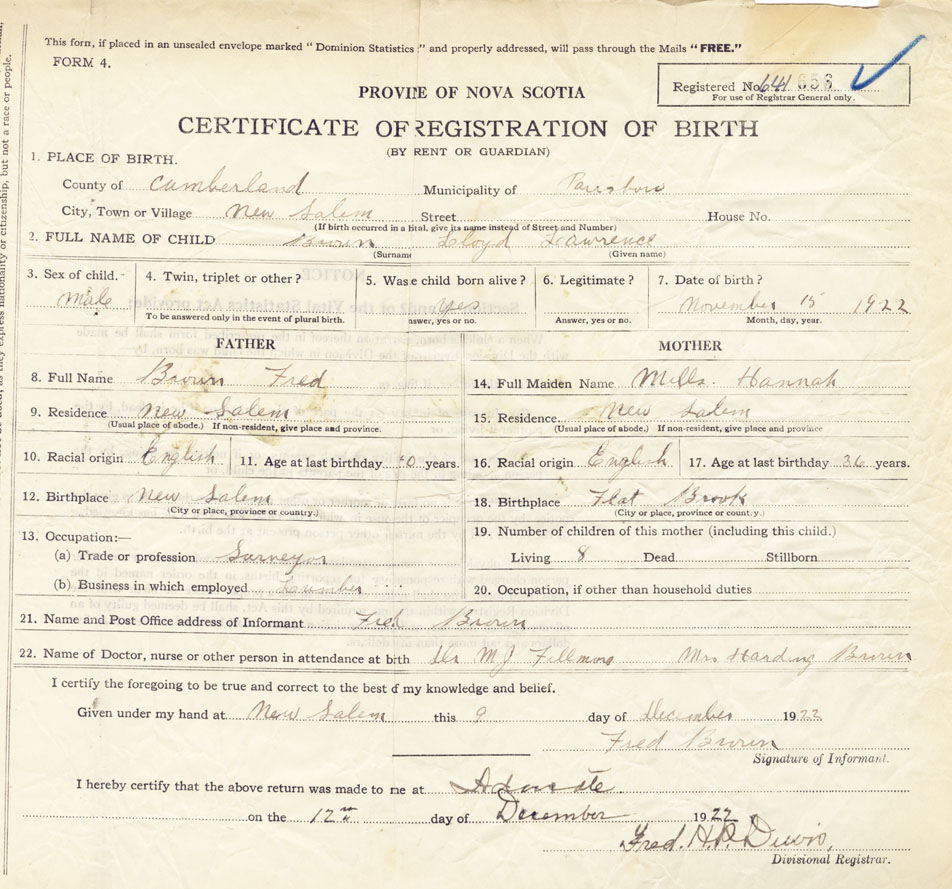 This form, if placed in an unsealed envelope marked "Dominion Statistics" and properly addressed, will pass through the Mails "FREE."
FORM 4.
Registered No. 656
For use of Registrar General only.
PROVINE OF NOVA SCOTIA
CERTIFICATE OF REGISTRATION OF BIRTH
(BY RENT OR GUARDIAN)
1. PLACE OF BIRTH.
County of Cumberland Municipality of Parrsboro
City, Town or Village New Salem Street House No.
(If birth occurred in a ital, give its name instead of Street and Number)
2. FULL NAME OF CHILD Brown Lloyd Lawrence
(Surname (Given name)
3. Sex of child. 4. Twin, triplet or other? 5. Was child born alive? 6. Legitimate? 7. Date of birth?
Male yes November 15 1922
To be answered only in the event of plural birth. nswer, yes or no. Answer, yes or no. Month, day, year.
FATHER MOTHER
8. Full Name Brown Fred 14. Full Maiden Name Mills. Hannah
9. Residence New Salem 15. Residence New Salem
(Usual place of abode.) If non-resident, give place and province. (Usual place of abode.) If non-resident, give place and province
10. Racial origin English 11. Age at last birthday 40 years. 16. Racial origin English 17. Age at last birthday 36 years.
12. Birthplace New Salem 18. Birthplace Flat Brook
(City or place, province or country.) (City or place, province or county.)
13. Occupation:— 19. Number of children of this mother (including this child.)
(a) Trade or profession Surveyor Living 8 Dead Stillborn
(b) Business in which employed Lumber 20. Occupation, if other than household duties
21. Name and Post Office address of Informant Fred Brown
22. Name of Doctor, nurse or other person in attendance at birth Dr M J Fillmore Mrs Harding Brown
I certify the foregoing to be true and correct to the best of my knowledge and belief.
Given under my hand at New Salem this 9 day of December 1922
Fred Brown
Signature of Informant.
I hereby certify that the above return was made to me at Advocate
on the 12th day of December 1922
Fred. H. Davis,
Divisional Registrar.